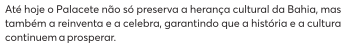 Até hoje o Palacete não só preserva a herança cultural da Bahia, mas
também a reinventa e a celebra, garantindo que a história e a cultura
continuem a prosperar.